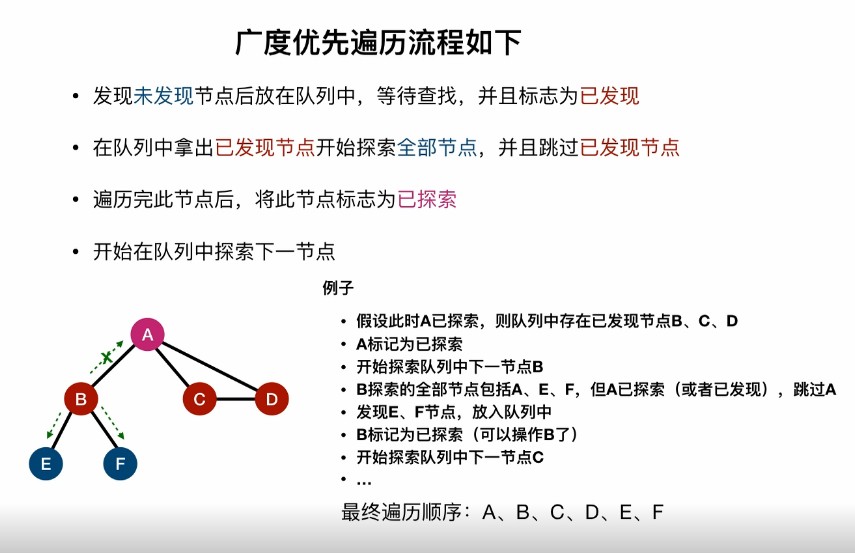 广度优先遍历流程如下
• 发现未发现节点后放在队列中，等待查找，并且标志为已发现
• 在队列中拿出已发现节点开始探索全部节点，并且跳过已发现节点
• 遍历完此节点后，将此节点标志为已探索
• 开始在队列中探索下一节点
例子
• 假设此时A已探索，则队列中存在已发现节点B、C、D
• A标记为已探索
• 开始探索队列中下一节点B
• B探索的全部节点包括A、E、F，但A已探索（或者已发现），跳过A
• 发现E、F节点，放入队列中
• B标记为已探索（可以操作B了）
• 开始探索队列中下一节点C
• ...
最终遍历顺序：A、B、C、D、E、F
A
X
B
C
D
E
F